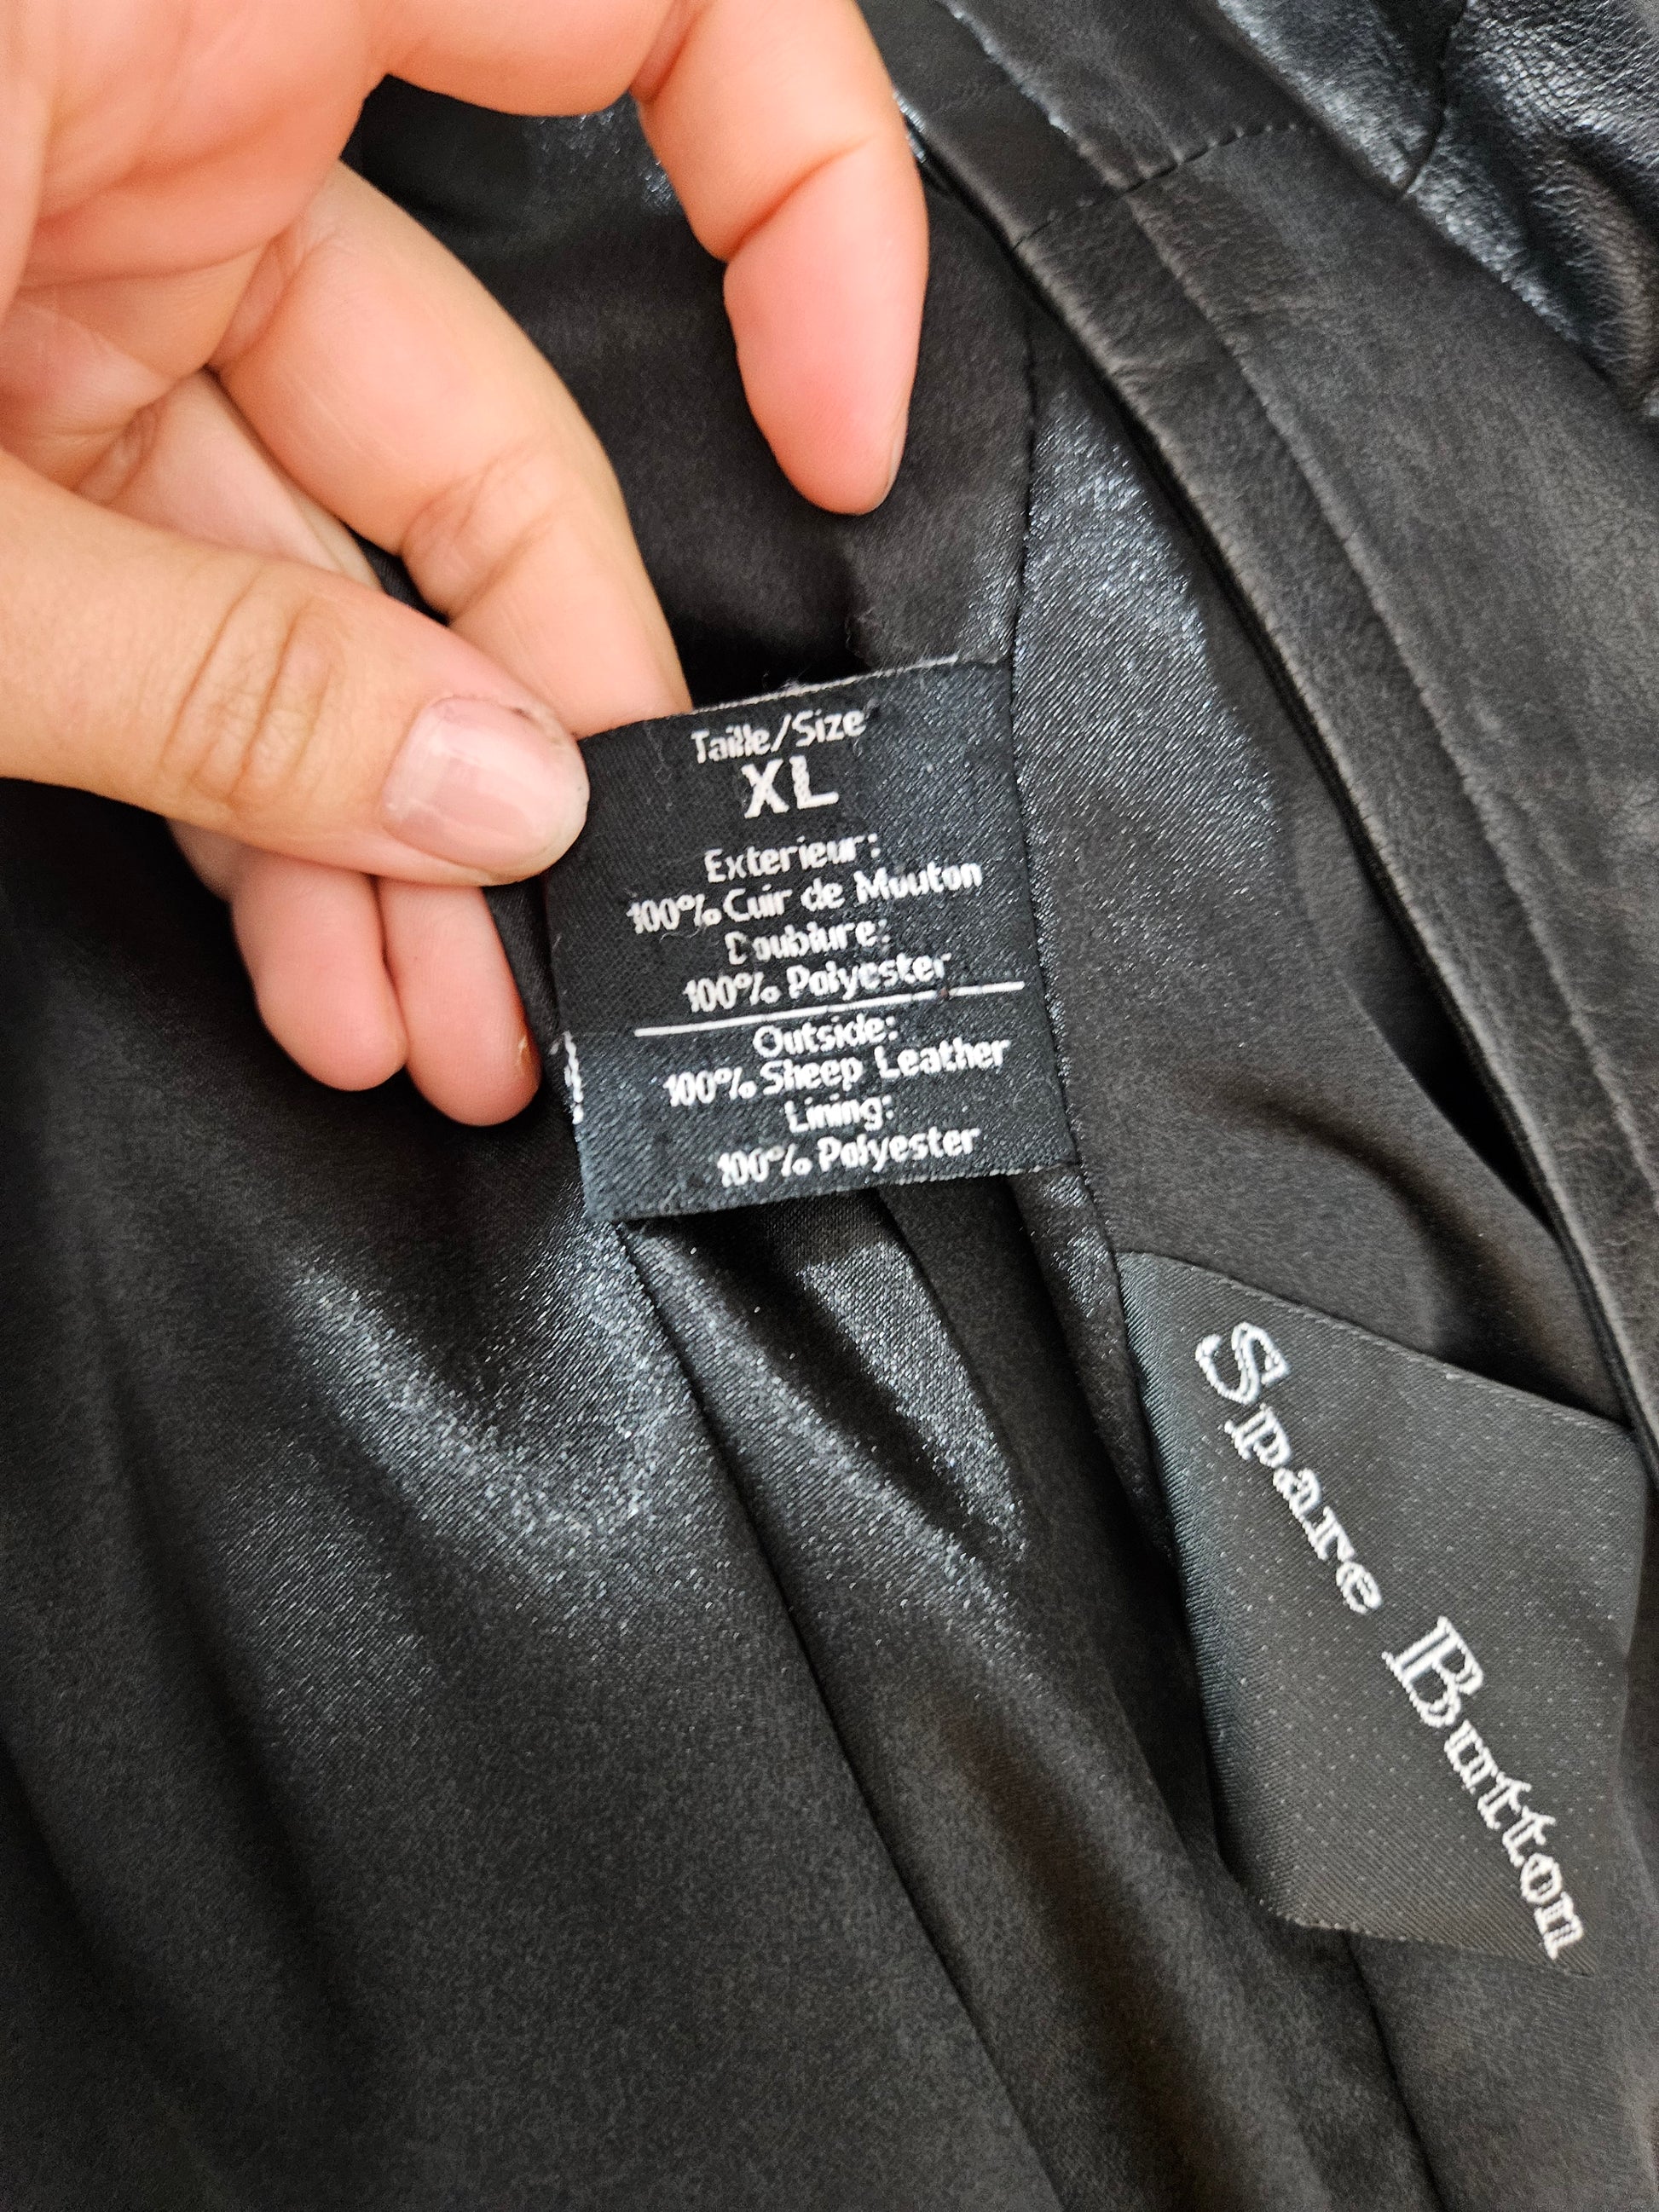 Taille/Size
XL
Exterieur:
100% Cuir de Mouton
Doublure:
100% Polyester
Outside:
100% Sheep Leather
Lining:
100% Polyester
Spare Button